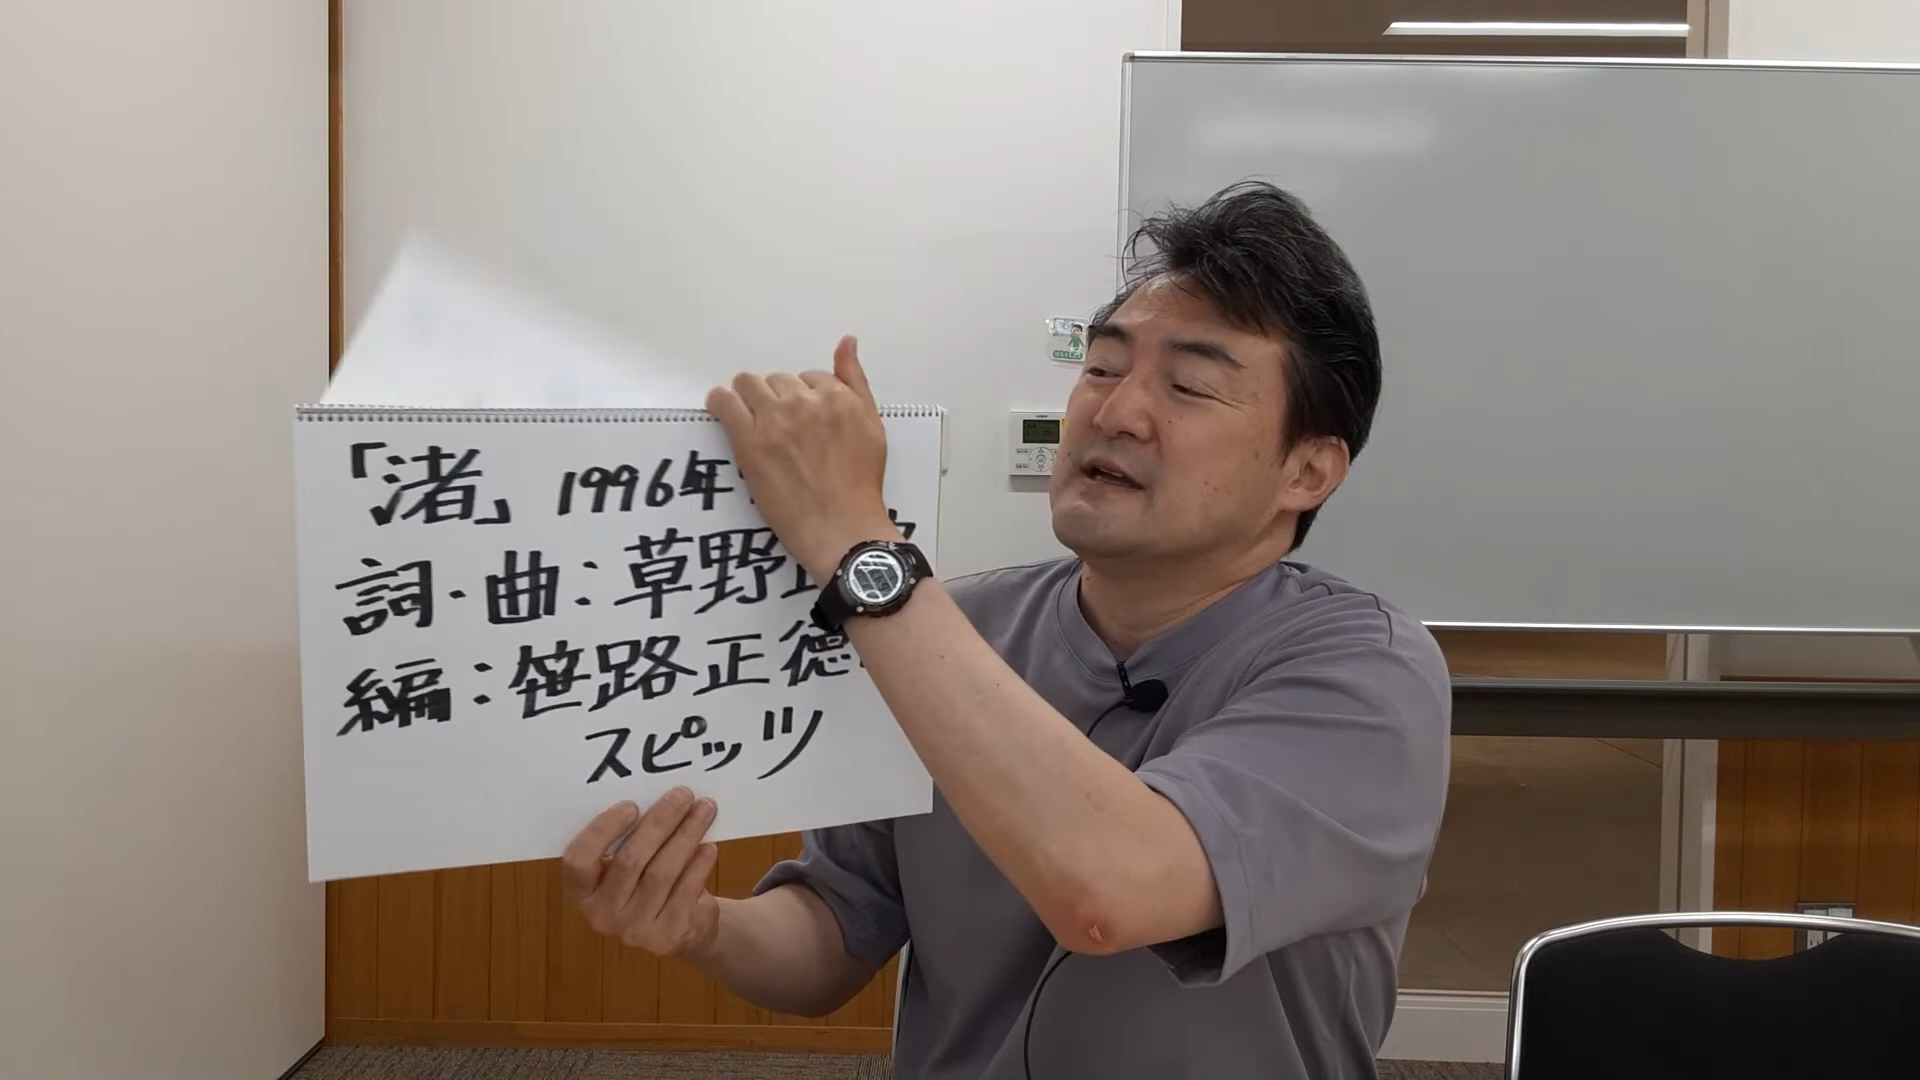 「渚」 1996年
詞・曲：草野
編：笹路正徳
スピッツ